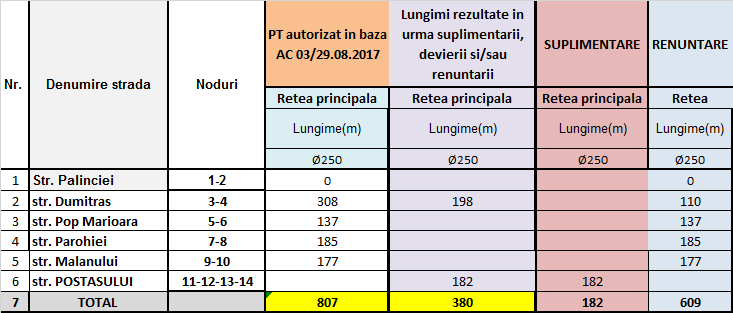 Nr. Denumire strada Noduri PT autorizat in baza AC 03/29.08.2017 Lungimi rezultate in urma suplimentarii, devierii si/sau renuntarii SUPLIMENTARE RENUNTARE
Retea principala Retea principala Retea principala Retea
Lungime(m) Lungime(m) Lungime(m) Lungime(m)
Ø250 Ø250 Ø250 Ø250
1 Str. Palinciei 1-2 0 0
2 str. Dumitras 3-4 308 198 110
3 str. Pop Marioara 5-6 137 137
4 str. Parohiei 7-8 185 185
5 str. Malanului 9-10 177 177
6 str. POSTASULUI 11-12-13-14 182 182
7 TOTAL 807 380 182 609